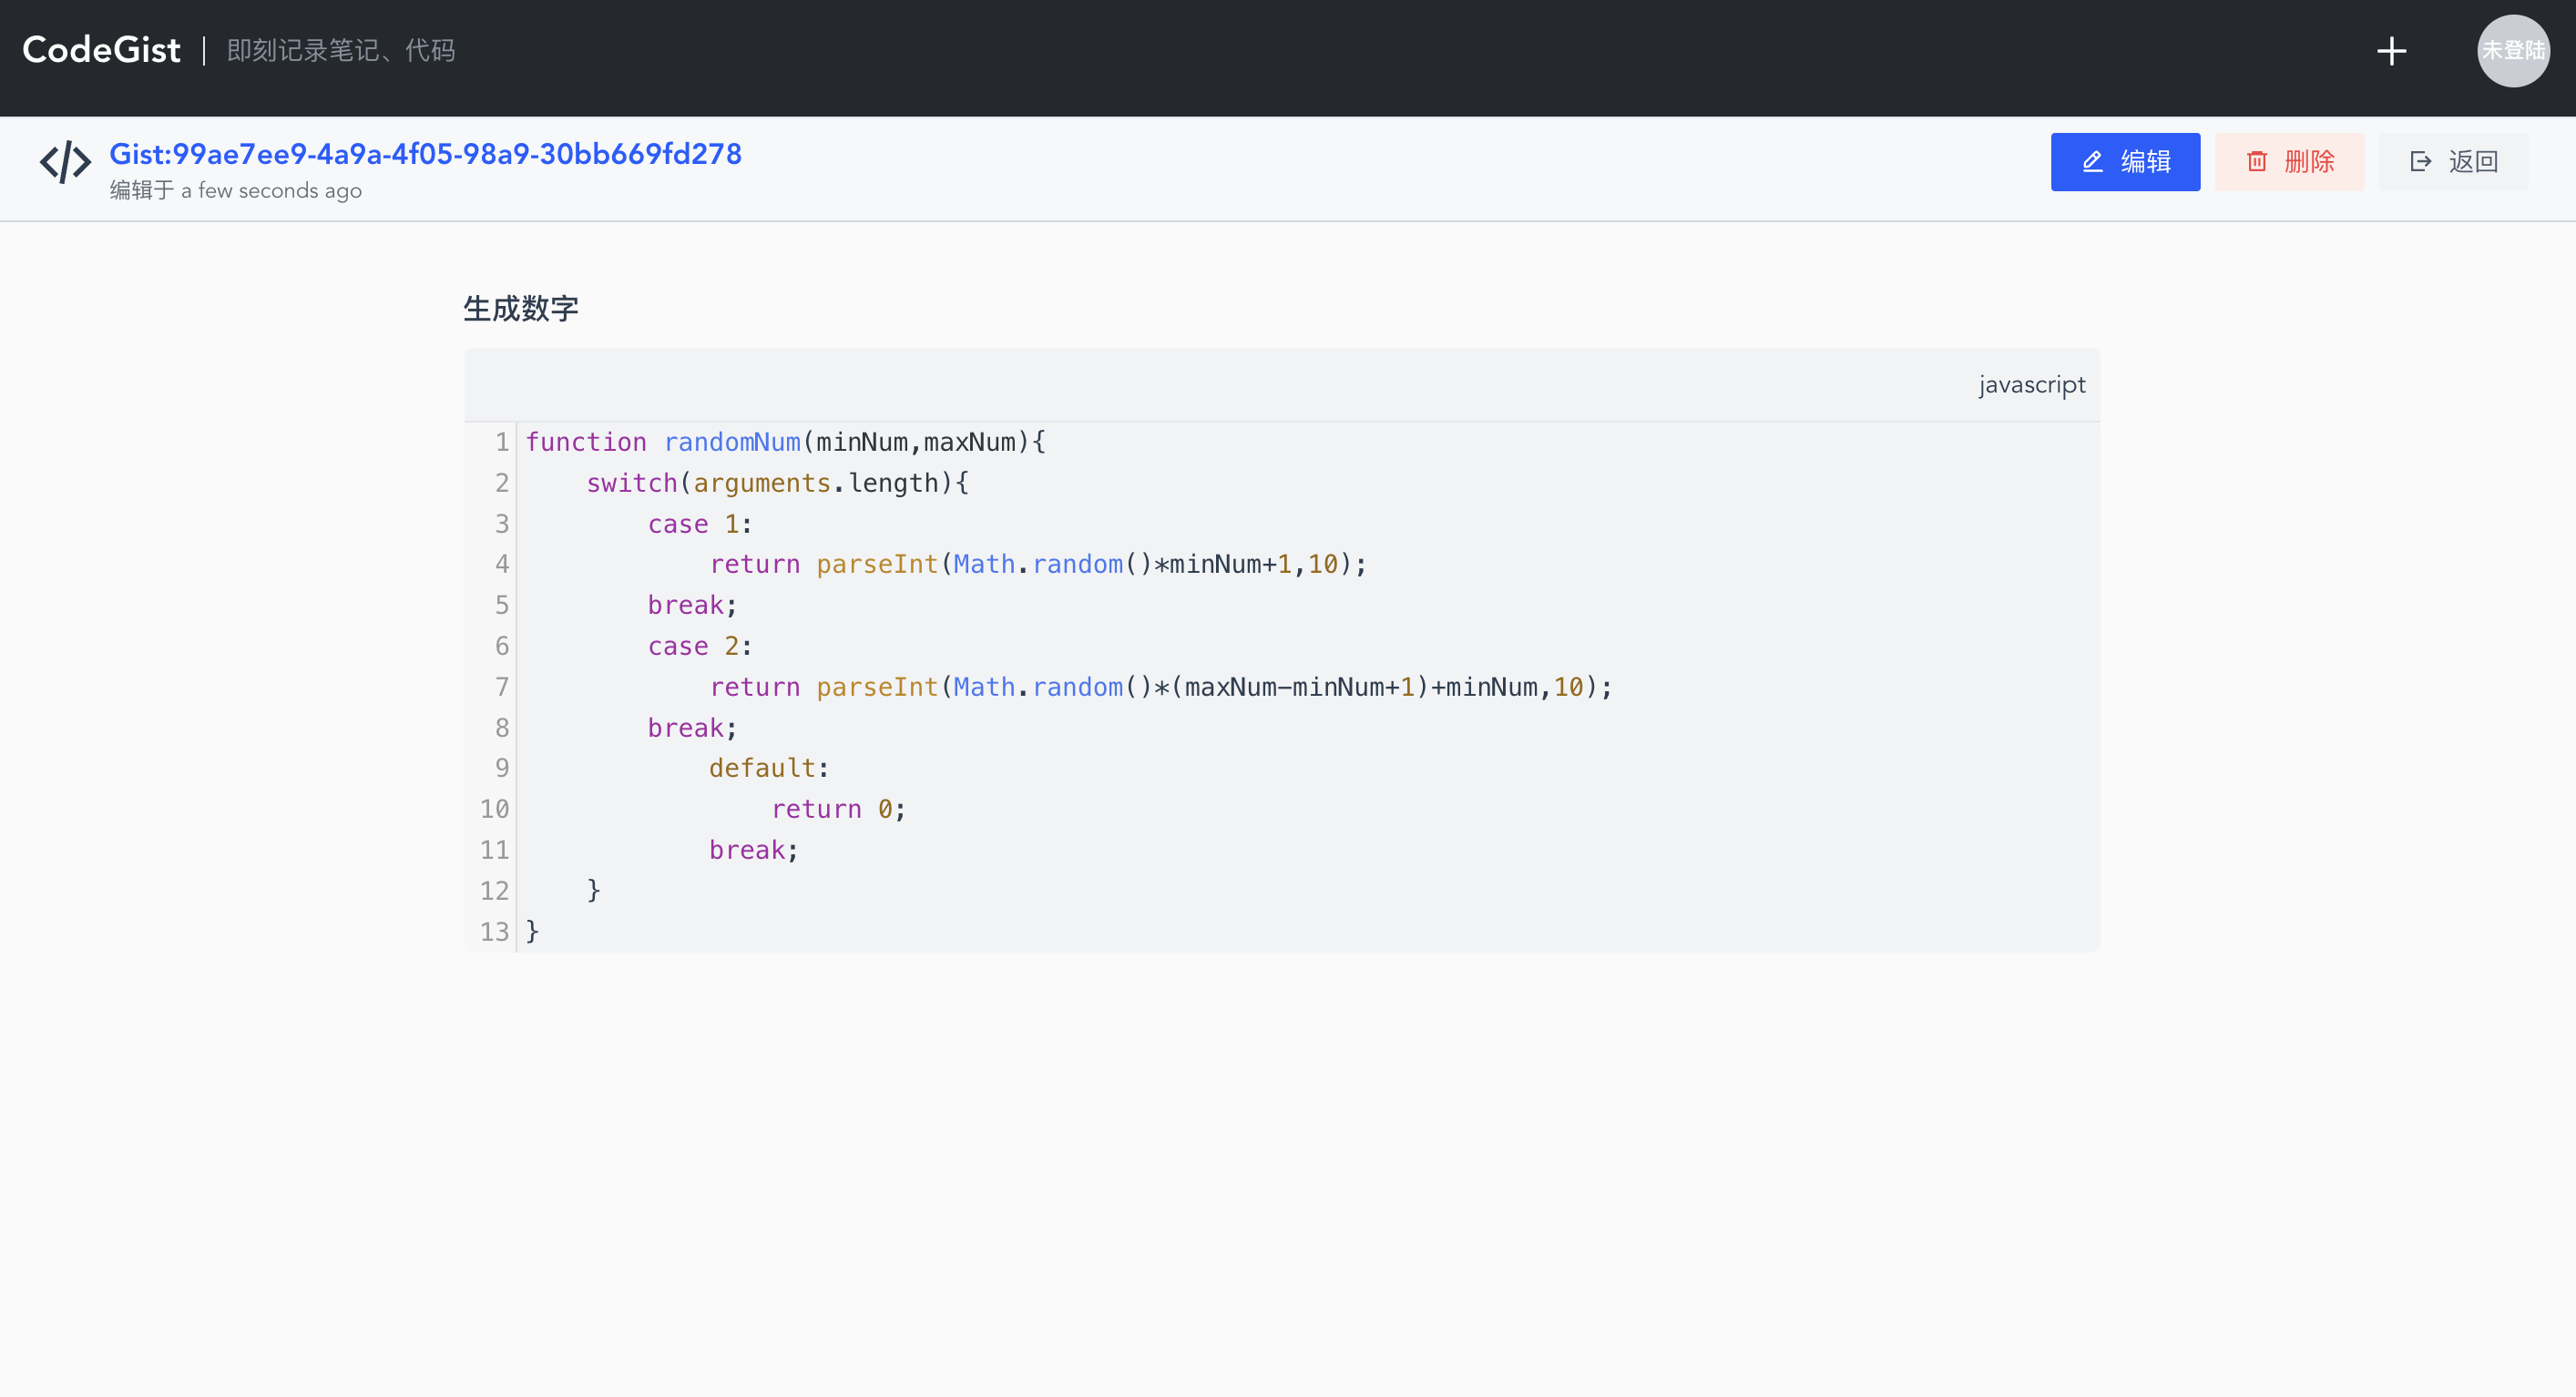 CodeGist 即刻记录笔记、代码
未登陆
Gist:99ae7ee9-4a9a-4f05-98a9-30bb669fd278
编辑于 a few seconds ago
编辑 删除 返回
生成数字
javascript
1 function randomNum(minNum,maxNum){
2     switch(arguments.length){
3         case 1:
4             return parseInt(Math.random()*minNum+1,10);
5         break;
6         case 2:
7             return parseInt(Math.random()*(maxNum-minNum+1)+minNum,10);
8         break;
9             default:
10                 return 0;
11             break;
12     }
13 }